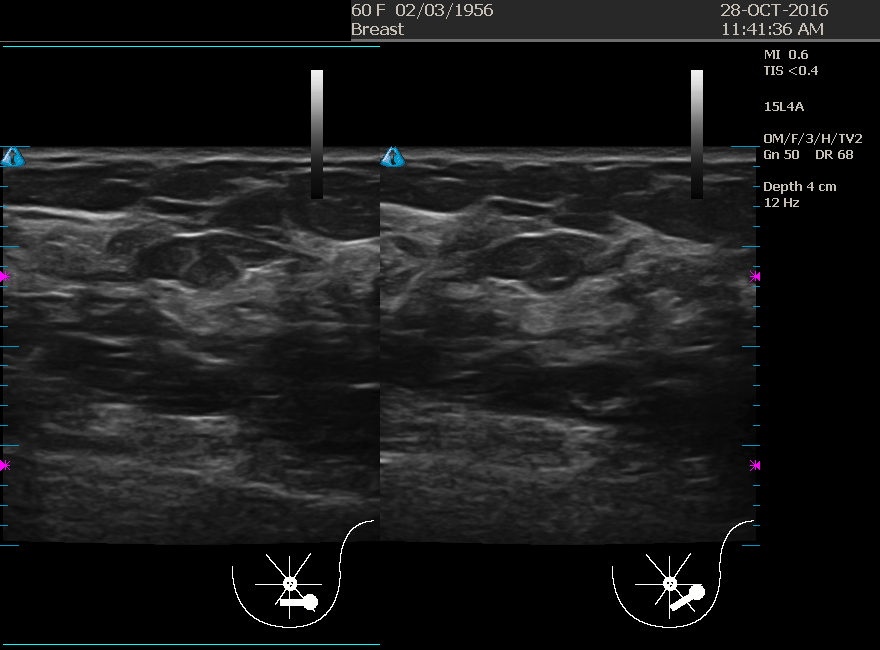 60 F 02/03/1956
28-OCT-2016
Breast
11:41:36 AM
MI 0.6
TIS <0.4
15L4A
OM/F/3/H/TV2
Gn 50 DR 68
Depth 4 cm
12 Hz